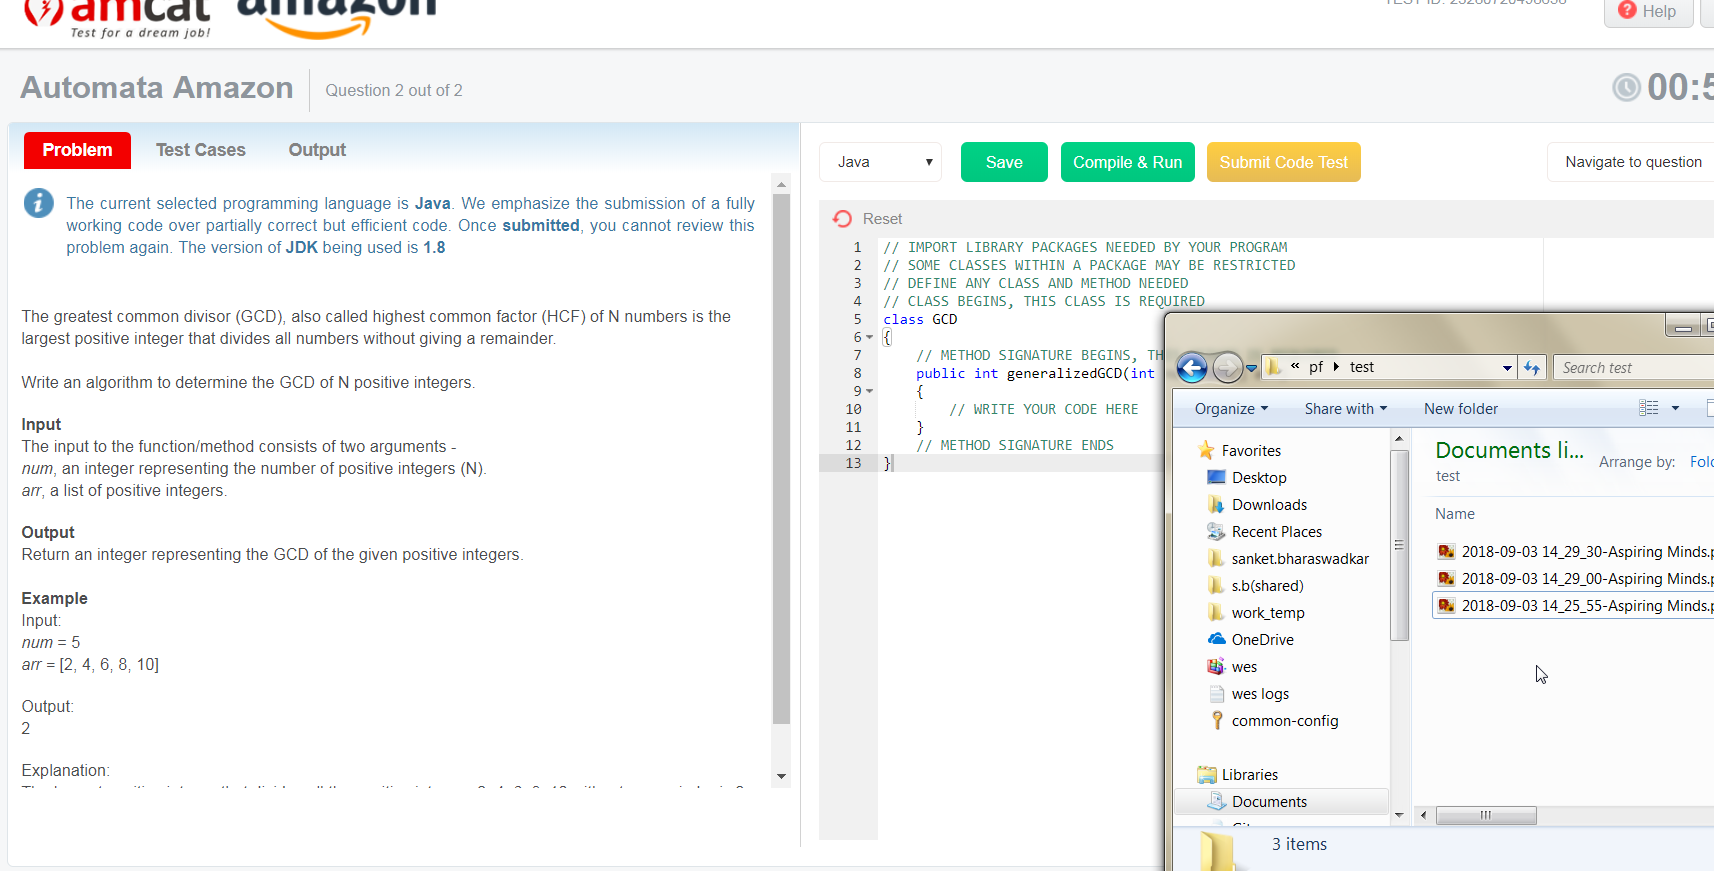 amcat
amazon
Test for a dream job!
Help
Automata Amazon
Question 2 out of 2
00:5
Problem
Test Cases
Output
The current selected programming language is Java. We emphasize the submission of a fully
working code over partially correct but efficient code. Once submitted, you cannot review this
problem again. The version of JDK being used is 1.8
The greatest common divisor (GCD), also called highest common factor (HCF) of N numbers is the
largest positive integer that divides all numbers without giving a remainder.
Write an algorithm to determine the GCD of N positive integers.
Input
The input to the function/method consists of two arguments -
num, an integer representing the number of positive integers (N).
arr, a list of positive integers.
Output
Return an integer representing the GCD of the given positive integers.
Example
Input:
num = 5
arr = [2, 4, 6, 8, 10]
Output:
2
Explanation:
Java
Save
Compile & Run
Submit Code Test
Navigate to question
Reset
1 // IMPORT LIBRARY PACKAGES NEEDED BY YOUR PROGRAM
2 // SOME CLASSES WITHIN A PACKAGE MAY BE RESTRICTED
3 // DEFINE ANY CLASS AND METHOD NEEDED
4 // CLASS BEGINS, THIS CLASS IS REQUIRED
5 class GCD
6 {
7 // METHOD SIGNATURE BEGINS, TH
8 public int generalizedGCD(int
9 {
10 // WRITE YOUR CODE HERE
11 }
12 // METHOD SIGNATURE ENDS
13 }
« pf test
Search test
Organize
Share with
New folder
Favorites
Desktop
Downloads
Recent Places
sanket.bharaswadkar
s.b(shared)
work_temp
OneDrive
wes
wes logs
common-config
Libraries
Documents
Documents li...
test
Arrange by:
Fol
Name
2018-09-03 14_29_30-Aspiring Minds.p
2018-09-03 14_29_00-Aspiring Minds.p
2018-09-03 14_25_55-Aspiring Minds.p
3 items